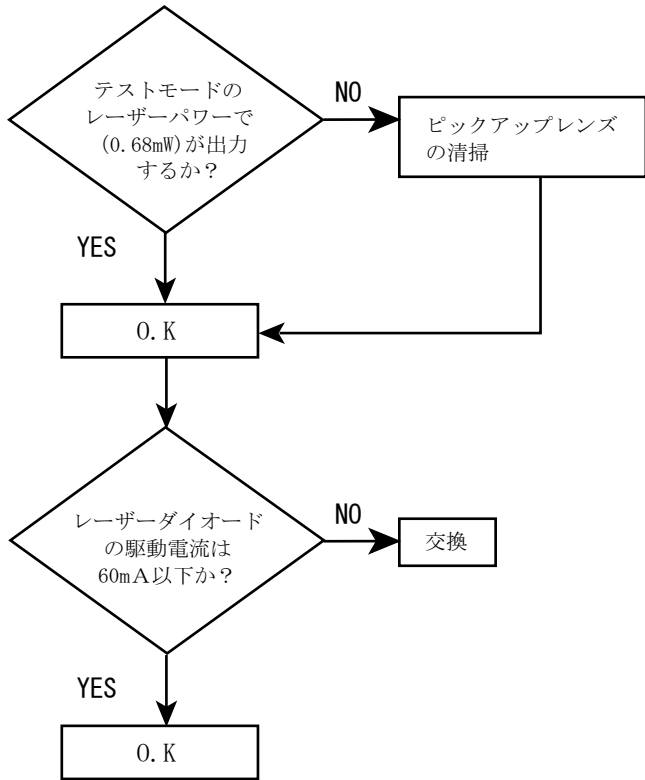 テストモードの
レーザーパワーで
(0.68mW)が出力
するか？
NO
ピックアップレンズ
の清掃
YES
O.K
レーザーダイオード
の駆動電流は
60mA以下か？
NO
交換
YES
O.K